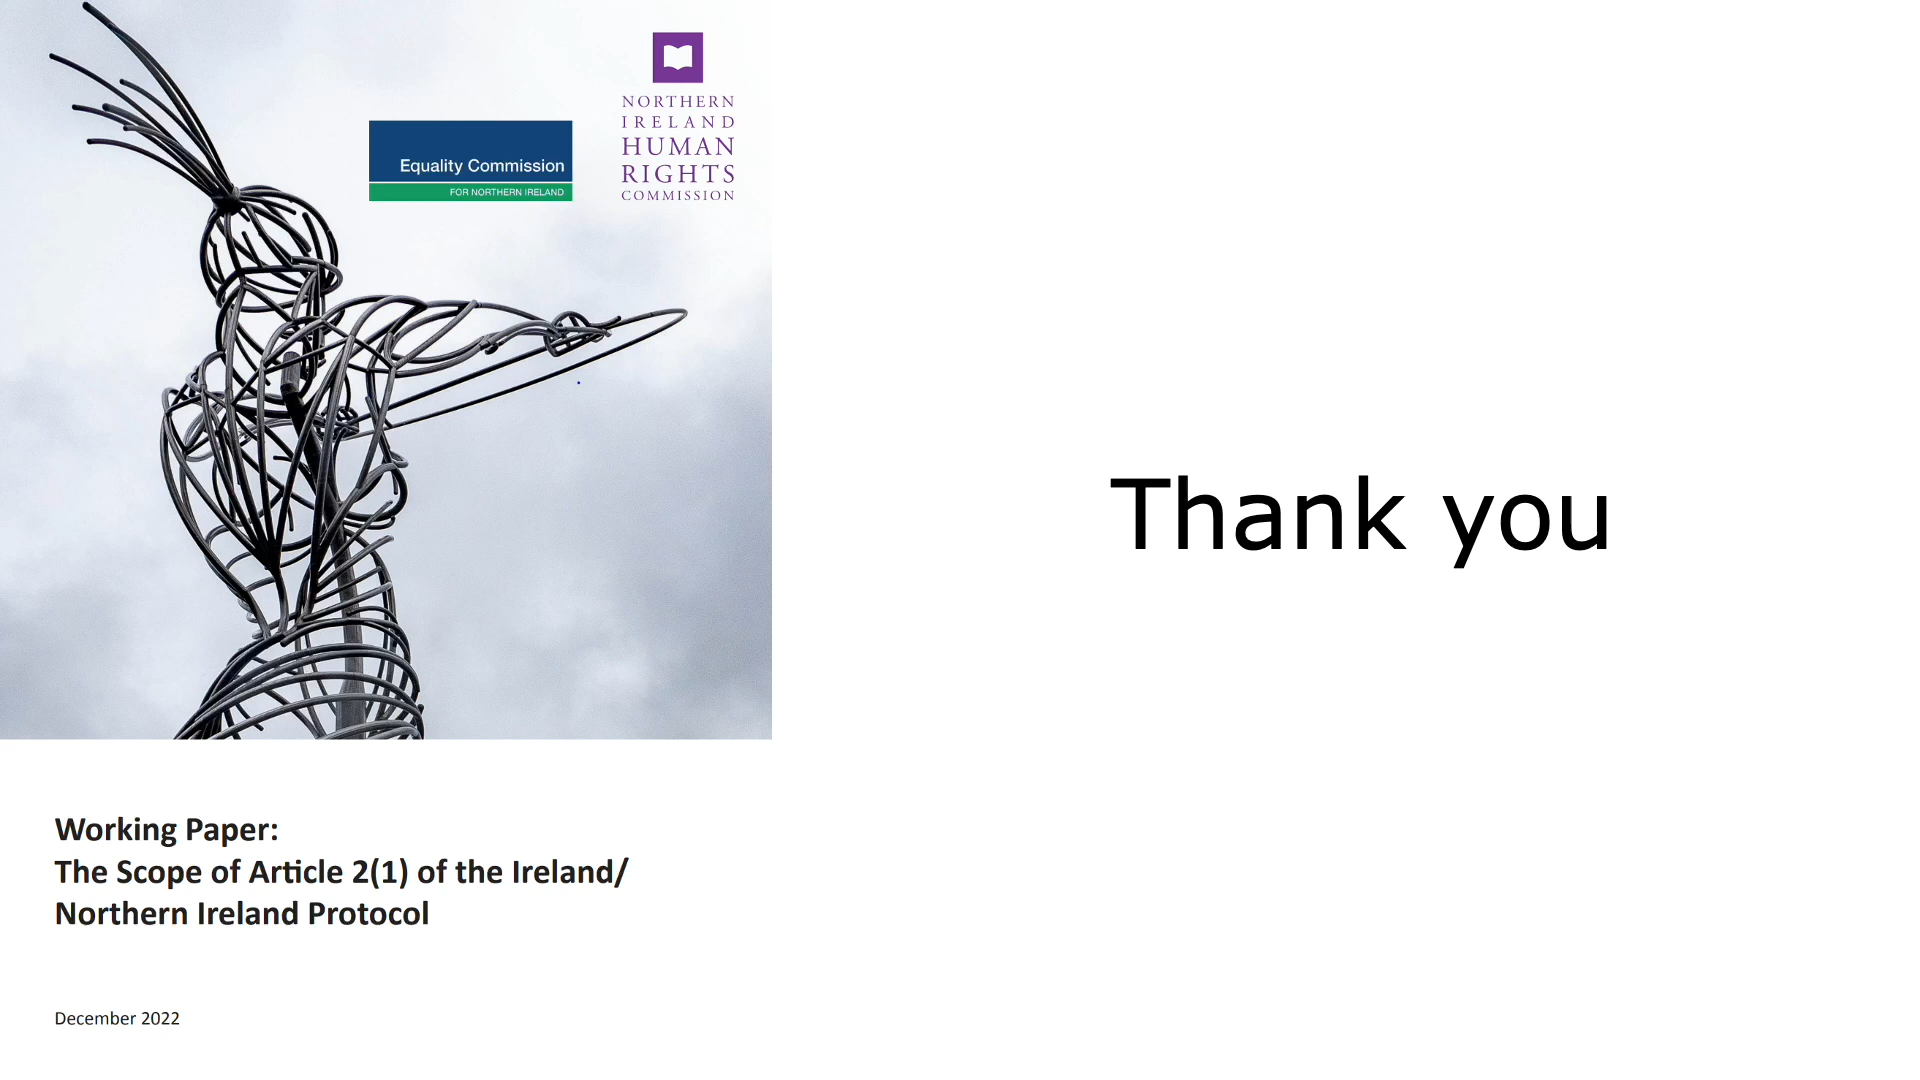 Equality Commission
FOR NORTHERN IRELAND
NORTHERN
IRELAND
HUMAN
RIGHTS
COMMISSION
Working Paper:
The Scope of Article 2(1) of the Ireland/
Northern Ireland Protocol
December 2022
Thank you